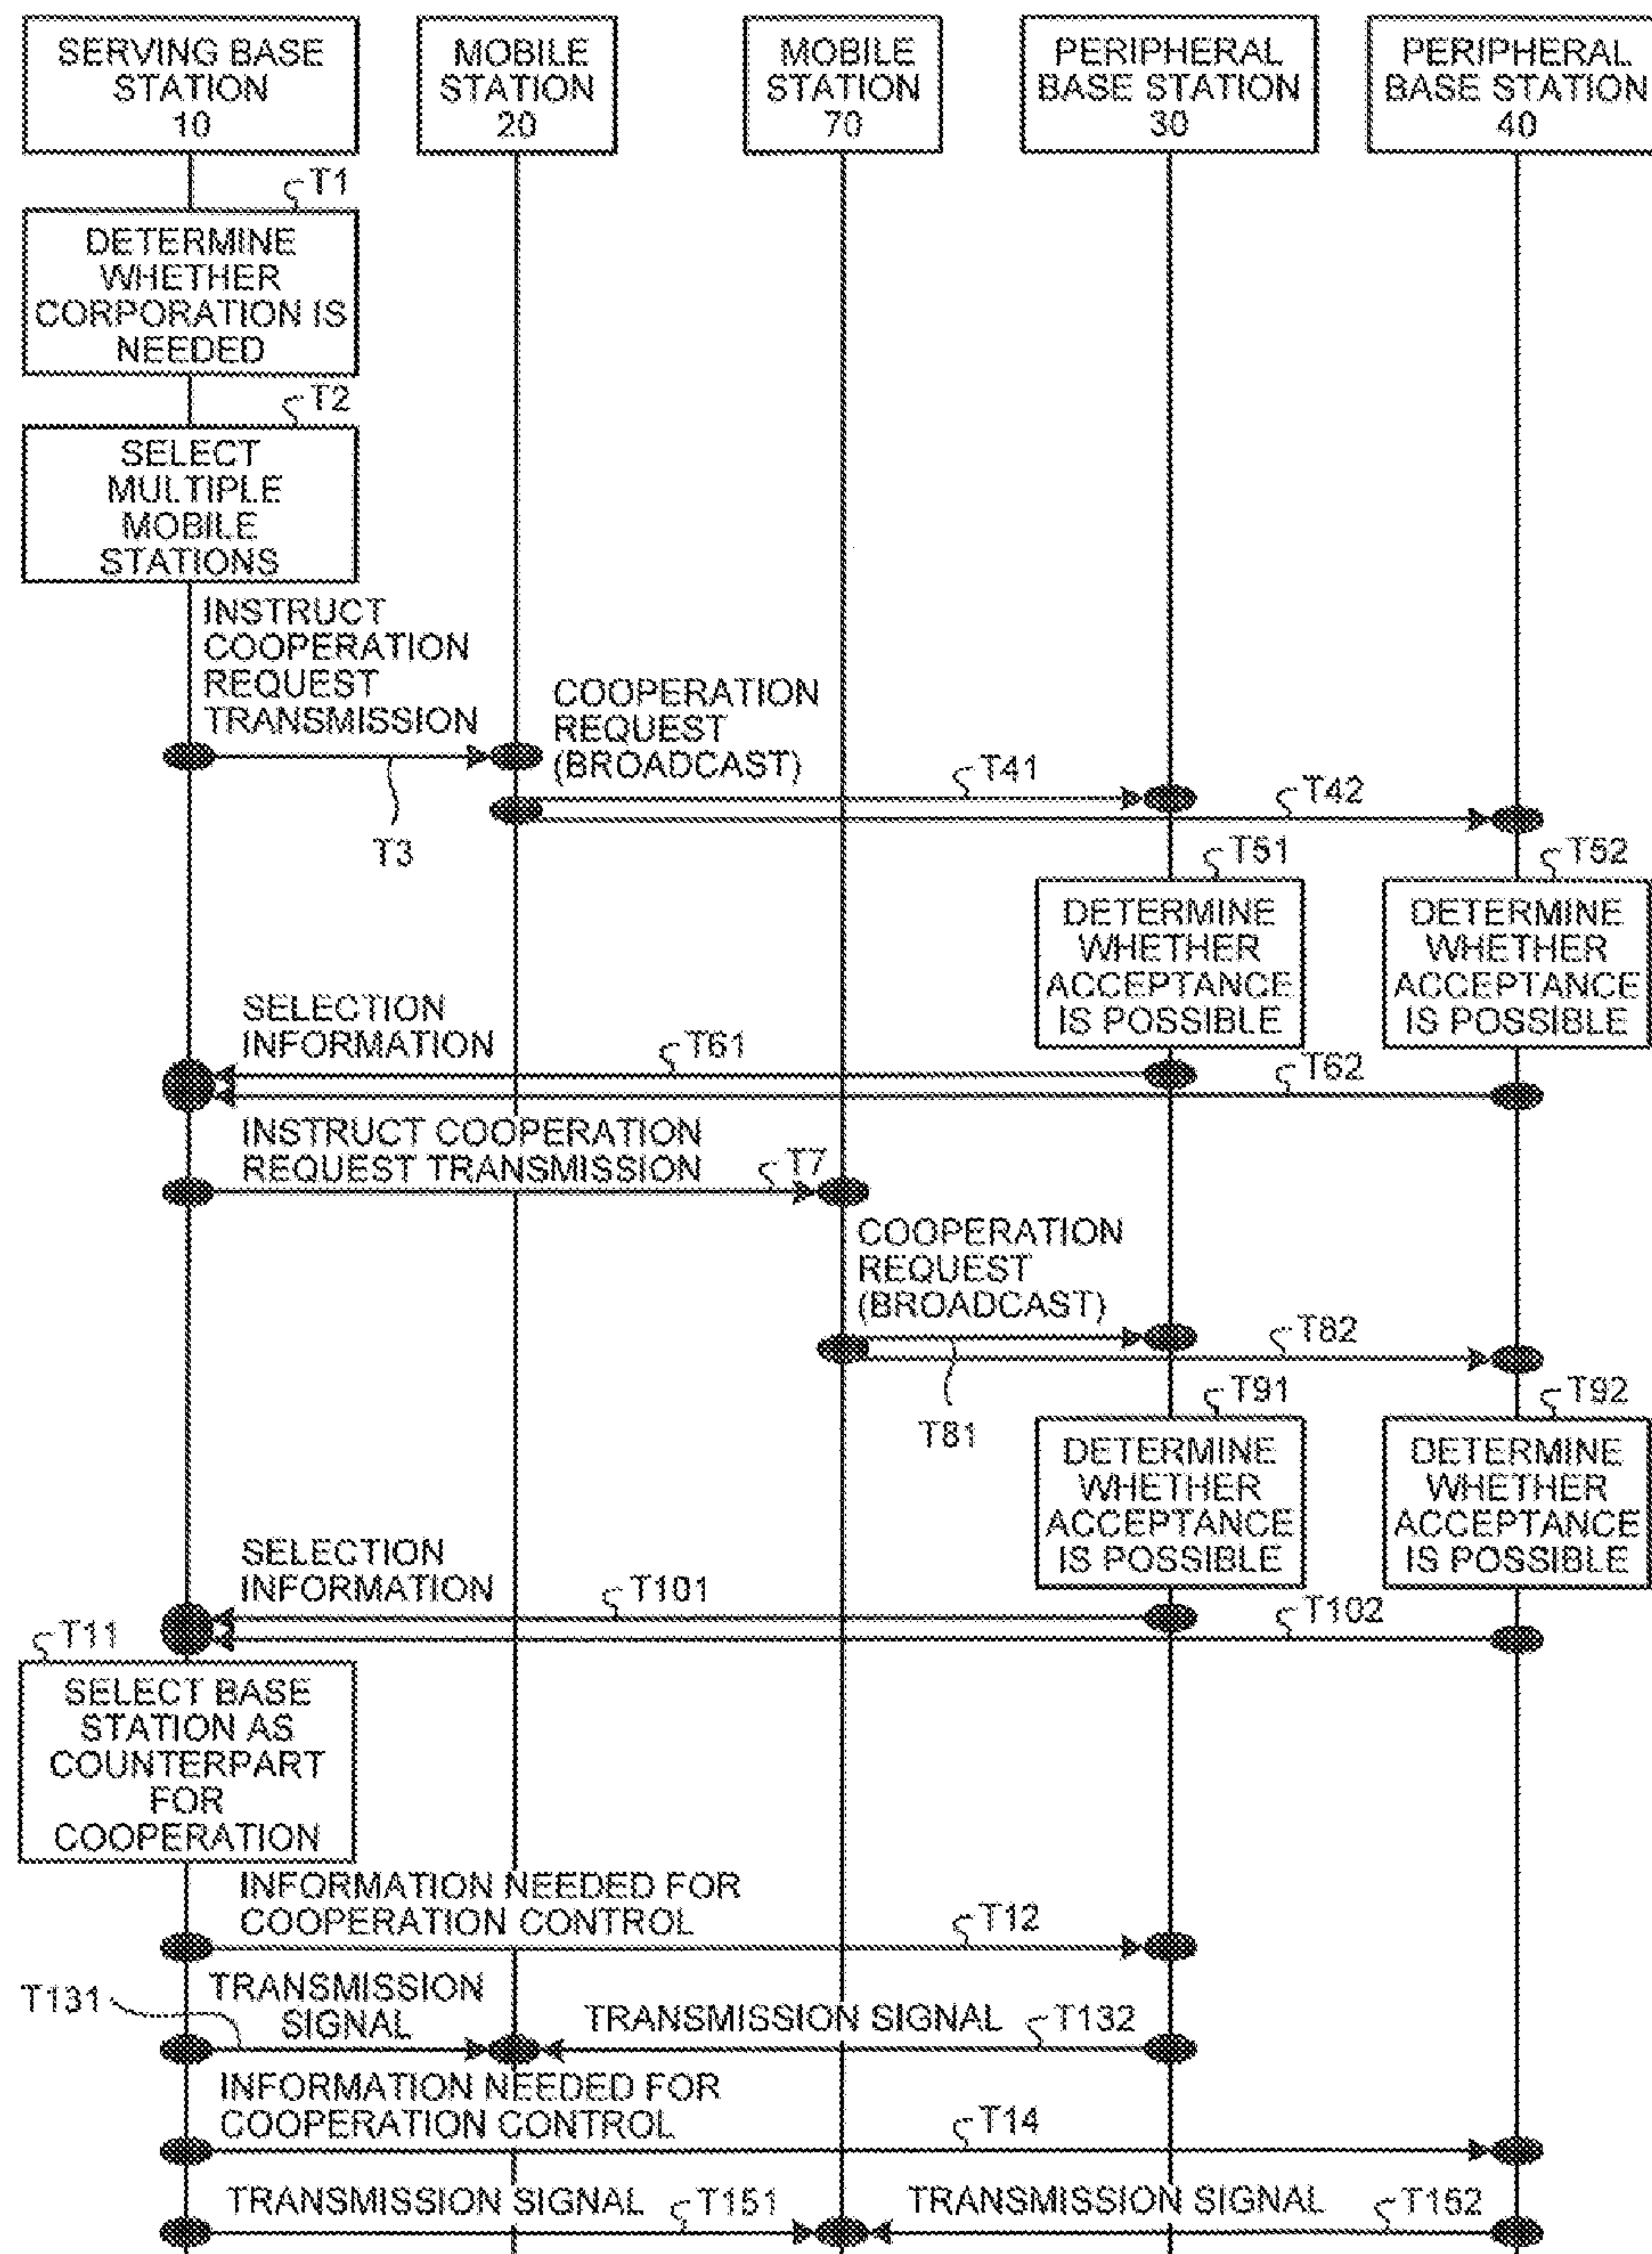 SERVING BASE
STATION
10
MOBILE
STATION
20
MOBILE
STATION
70
PERIPHERAL
BASE STATION
30
PERIPHERAL
BASE STATION
40
T1
DETERMINE
WHETHER
CORPORATION IS
NEEDED
T2
SELECT
MULTIPLE
MOBILE
STATIONS
INSTRUCT
COOPERATION
REQUEST
TRANSMISSION
T3
COOPERATION
REQUEST
(BROADCAST)
T41
T42
T51
T52
DETERMINE
WHETHER
ACCEPTANCE
IS POSSIBLE
DETERMINE
WHETHER
ACCEPTANCE
IS POSSIBLE
SELECTION
INFORMATION
T61
T62
INSTRUCT COOPERATION
REQUEST TRANSMISSION
T7
COOPERATION
REQUEST
(BROADCAST)
T82
T81
T91
T92
DETERMINE
WHETHER
ACCEPTANCE
IS POSSIBLE
DETERMINE
WHETHER
ACCEPTANCE
IS POSSIBLE
SELECTION
INFORMATION
T101
T102
T11
SELECT BASE
STATION AS
COUNTERPART
FOR
COOPERATION
INFORMATION NEEDED FOR
COOPERATION CONTROL
T12
T131
TRANSMISSION
SIGNAL
TRANSMISSION SIGNAL
T132
INFORMATION NEEDED FOR
COOPERATION CONTROL
T14
TRANSMISSION SIGNAL
T151
TRANSMISSION SIGNAL
T152